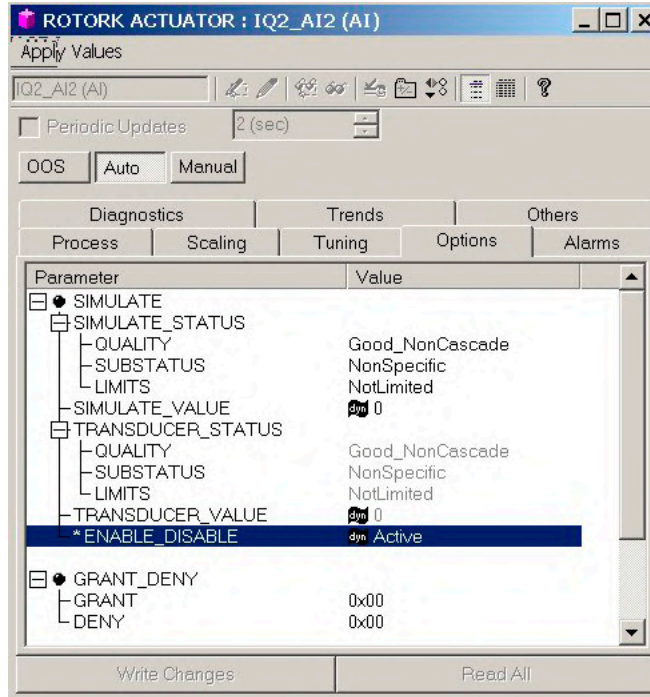 ROTORK ACTUATOR : IQ2_AI2 (AI)
Apply Values
IQ2_AI2 (AI)
Periodic Updates 2 (sec)
OOS Auto Manual
Diagnostics Trends Others
Process Scaling Tuning Options Alarms
Parameter Value
SIMULATE
SIMULATE_STATUS
QUALITY Good_NonCascade
SUBSTATUS NonSpecific
LIMITS NotLimited
SIMULATE_VALUE dyn 0
TRANSDUCER_STATUS
QUALITY Good_NonCascade
SUBSTATUS NonSpecific
LIMITS NotLimited
TRANSDUCER_VALUE dyn 0
* ENABLE_DISABLE dyn Active
GRANT_DENY
GRANT 0x00
DENY 0x00
Write Changes Read All